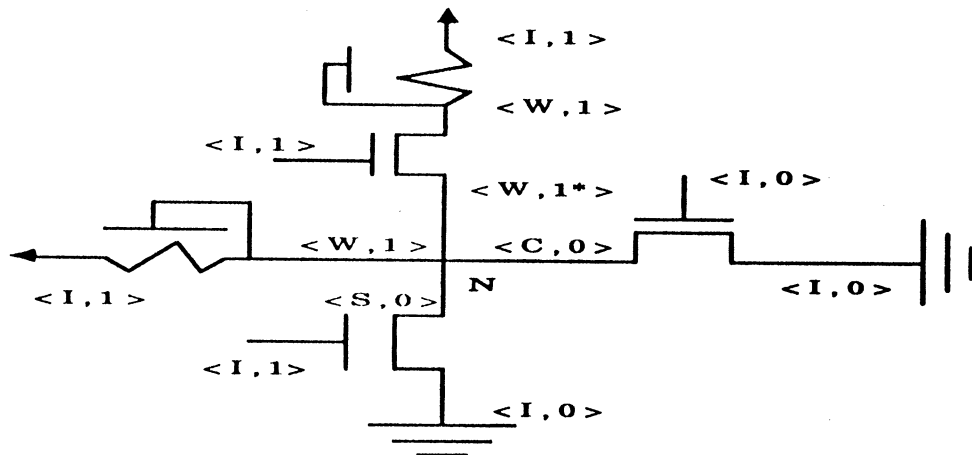 <I,1>
<W,1>
<I,1>
<W,1*>
<I,0>
<W,1>
<C,0>
<I,1>
<S,0>
N
<I,0>
<I,1>
<I,0>